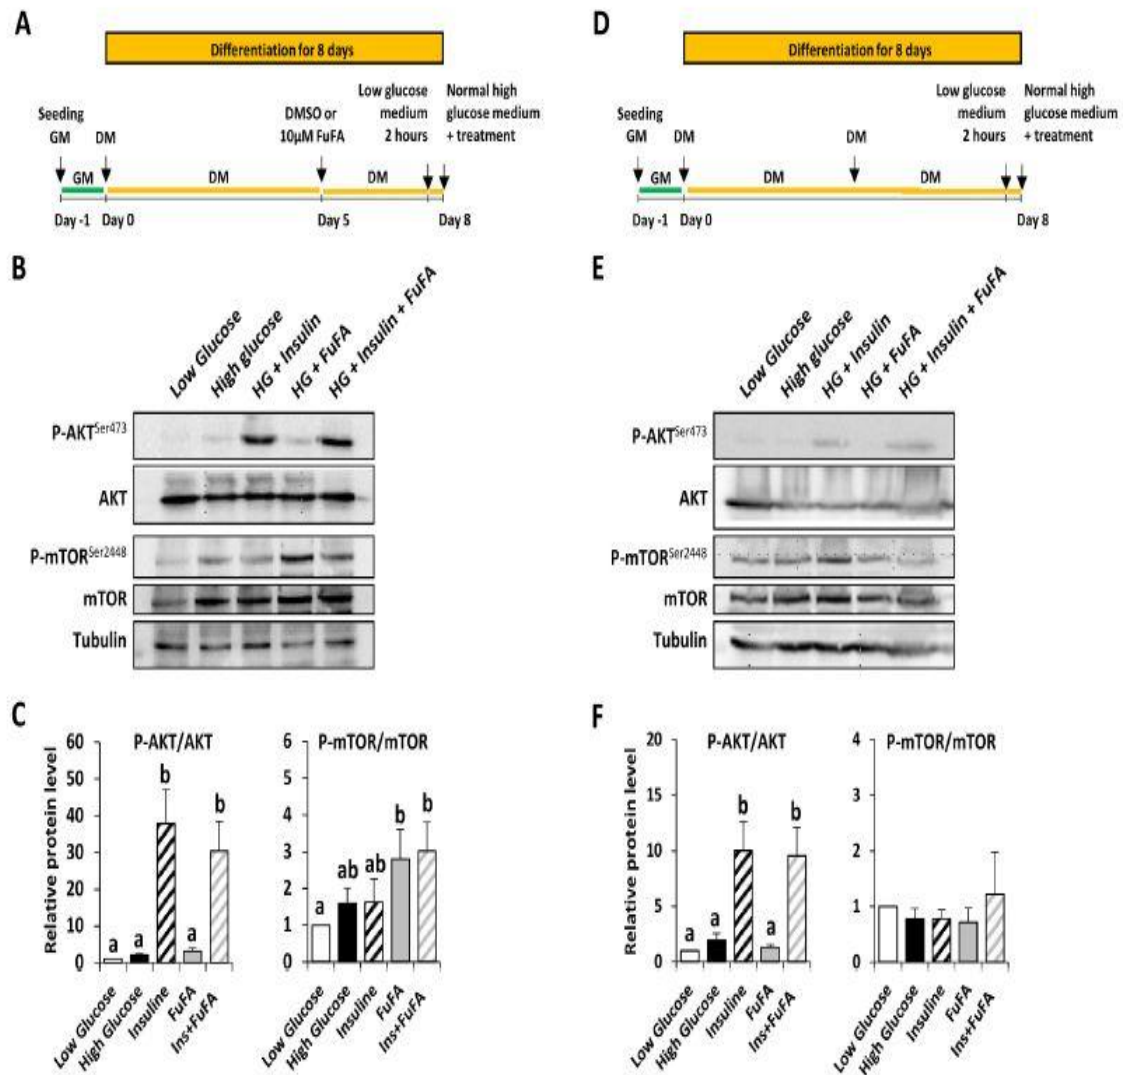 A
Differentiation for 8 days
Seeding
GM
DM
DMSO or
10µM FuFA
Low glucose
medium
2 hours
Normal high
glucose medium
+ treatment
GM
DM
DM
Day -1
Day 0
Day 5
Day 8
B
Low Glucose
High glucose
HG + Insulin
HG + FuFA
HG + Insulin + FuFA
P-AKTSer473
AKT
P-mTORSer2448
mTOR
Tubulin
C
Relative protein level
P-AKT/AKT
60
50
40
30
20
10
0
a
a
b
a
b
Low Glucose
High Glucose
Insuline
FuFA
Ins+FuFA
P-mTOR/mTOR
6
5
4
3
2
1
0
a
ab
ab
b
b
Low Glucose
High Glucose
Insuline
FuFA
Ins+FuFA
D
Differentiation for 8 days
Seeding
GM
DM
DM
Low glucose
medium
2 hours
Normal high
glucose medium
+ treatment
GM
DM
DM
Day -1
Day 0
Day 8
E
Low Glucose
High glucose
HG + Insulin
HG + FuFA
HG + Insulin + FuFA
P-AKTSer473
AKT
P-mTORSer2448
mTOR
Tubulin
F
Relative protein level
P-AKT/AKT
20
15
10
5
0
a
a
b
a
b
Low Glucose
High Glucose
Insuline
FuFA
Ins+FuFA
P-mTOR/mTOR
4
3
2
1
0
Low Glucose
High Glucose
Insuline
FuFA
Ins+FuFA